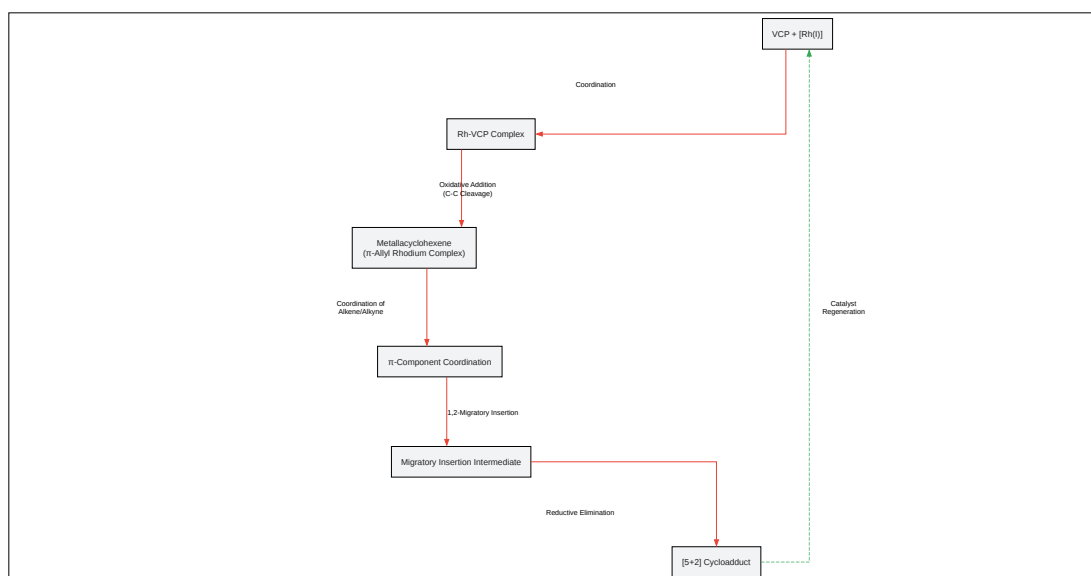 VCP + [Rh(I)]
Coordination
Rh-VCP Complex
Oxidative Addition
(C-C Cleavage)
Metallacyclohexene
(π-Allyl Rhodium Complex)
Coordination of
Alkene/Alkyne
Catalyst
Regeneration
π-Component Coordination
1,2-Migratory Insertion
Migratory Insertion Intermediate
Reductive Elimination
[5+2] Cycloadduct